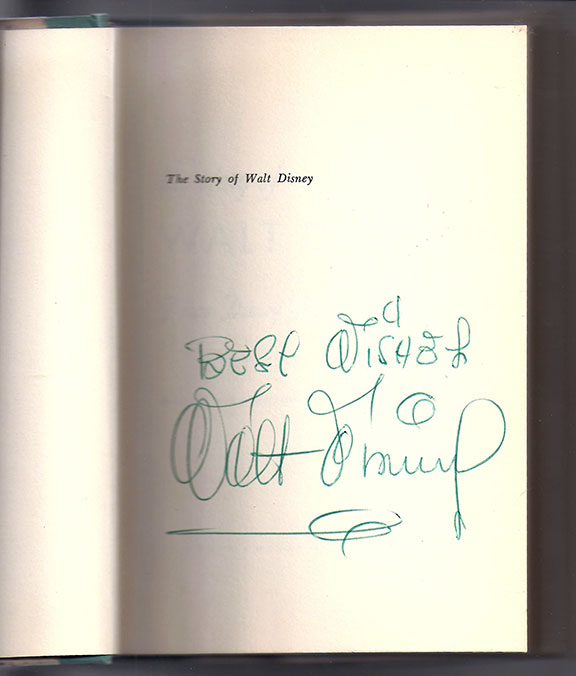 The Story of Walt Disney
Best Wishes
Walt Disney